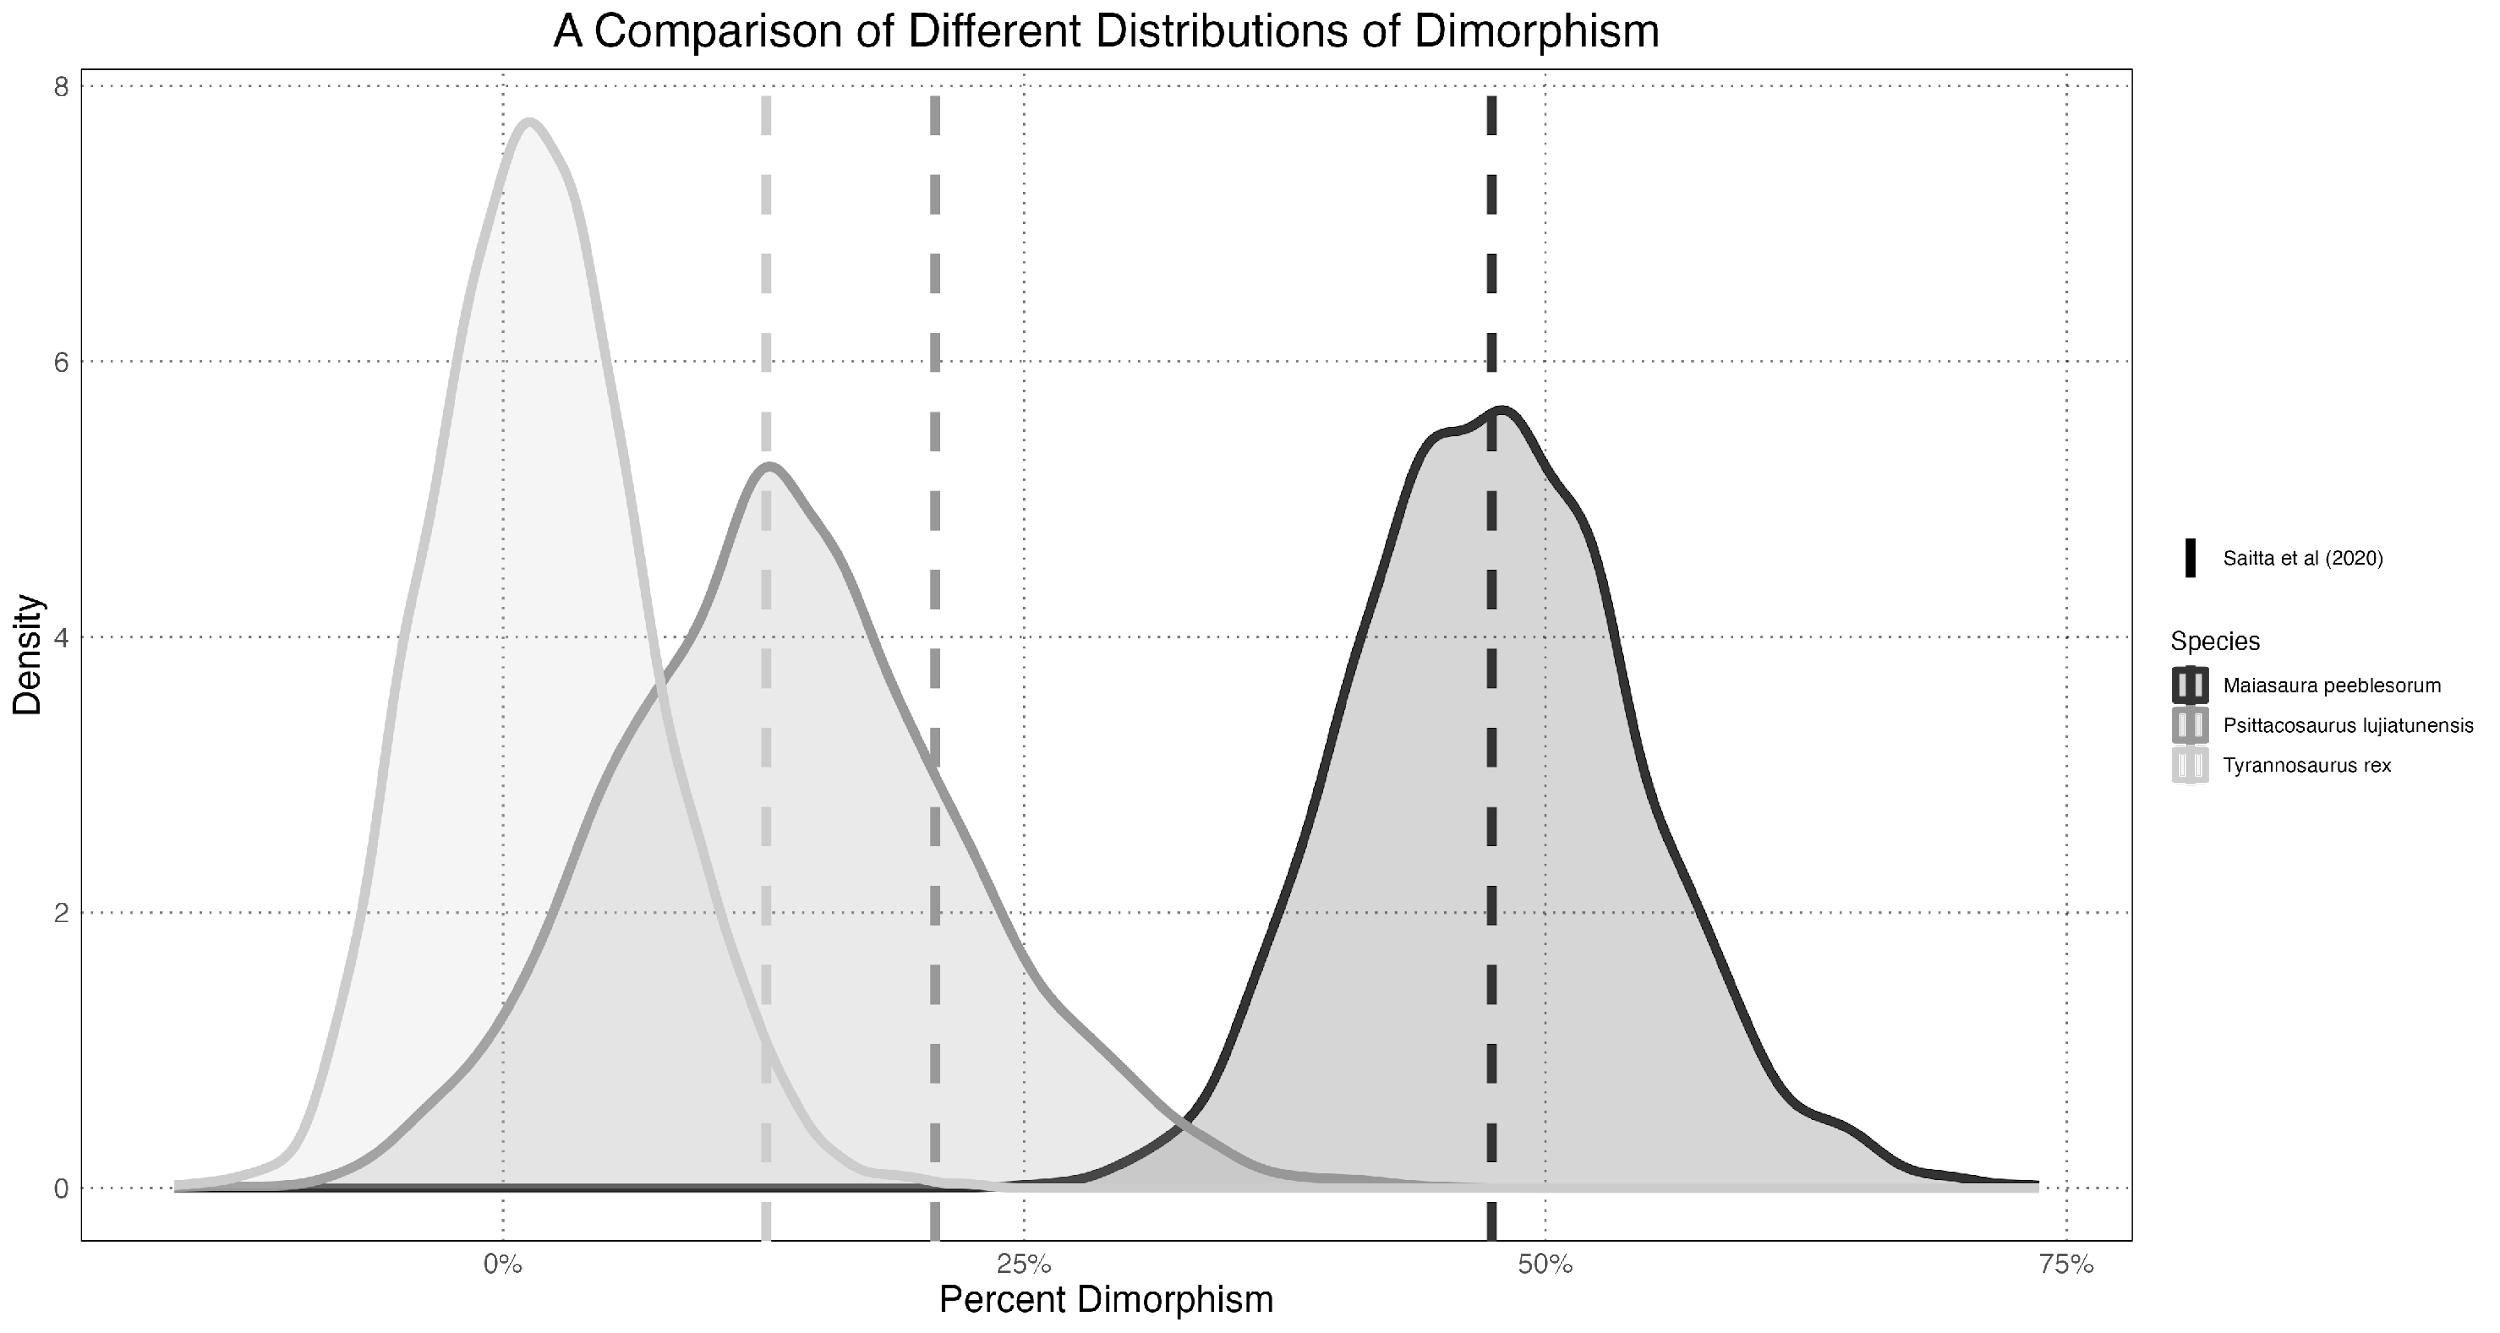 A Comparison of Different Distributions of Dimorphism
8
6
4
2
0
Density
0%
25%
50%
75%
Percent Dimorphism
Saitta et al (2020)
Species
Maiasaura peeblesorum
Psittacosaurus lujiatunensis
Tyrannosaurus rex